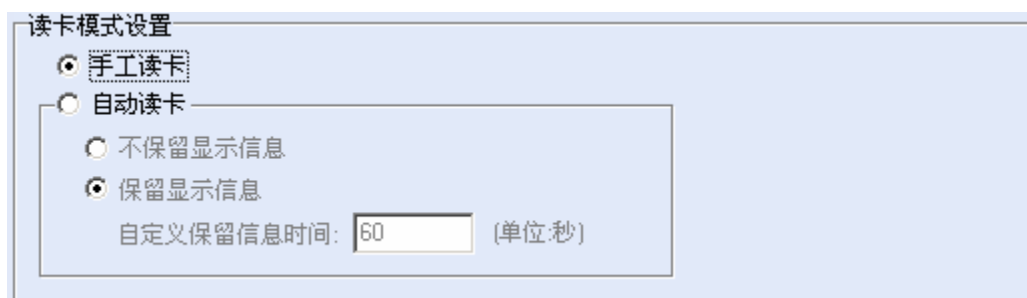 读卡模式设置
手工读卡
自动读卡
不保留显示信息
保留显示信息
自定义保留信息时间: 60 (单位:秒)